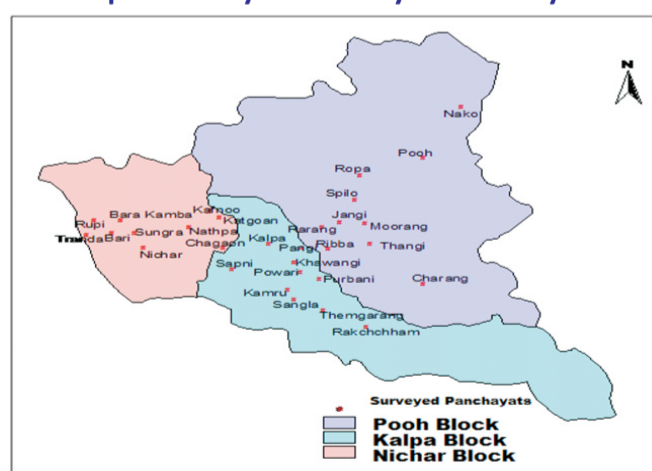 N
Nako
Pooh
Ropa
Spilo
Jangi
Rarang
Moorang
Ribba
Thangi
Charang
Kamoo
Bara Kamba
Katgoan
Rupi
Bari
Sungra
Nathpa
Chagaon
Nichar
Kalpa
Pangi
Sapni
Khawangi
Powari
Purbani
Kamru
Sangla
Themgarang
Rakchchham
Surveyed Panchayats
Pooh Block
Kalpa Block
Nichar Block